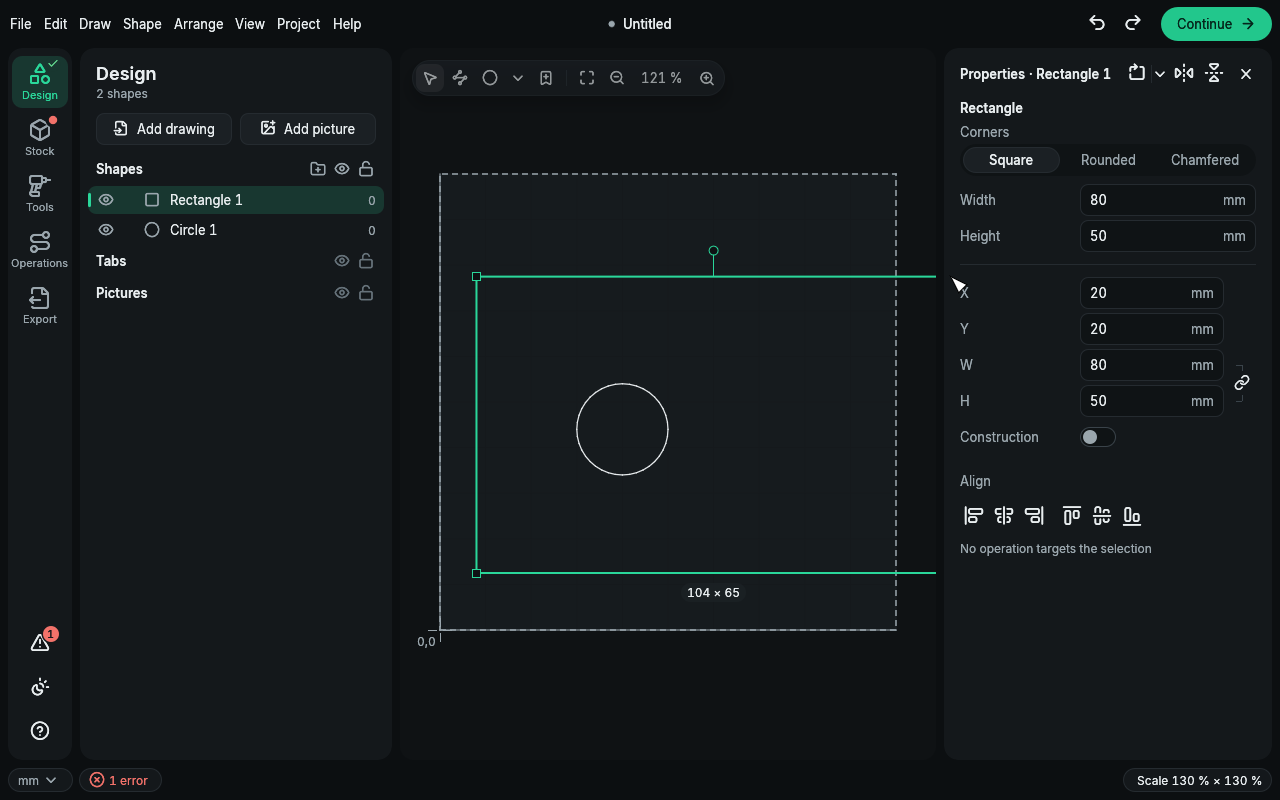 File Edit Draw Shape Arrange View Project Help
Untitled
Continue
Design
Stock
Tools
Operations
Export
1
Design
2 shapes
Add drawing
Add picture
Shapes
Rectangle 1 0
Circle 1 0
Tabs
Pictures
121 %
104 × 65
0,0
Properties · Rectangle 1
Rectangle
Corners
Square Rounded Chamfered
Width 80 mm
Height 50 mm
X 20 mm
Y 20 mm
W 80 mm
H 50 mm
Construction
Align
No operation targets the selection
mm
1 error
Scale 130 % × 130 %